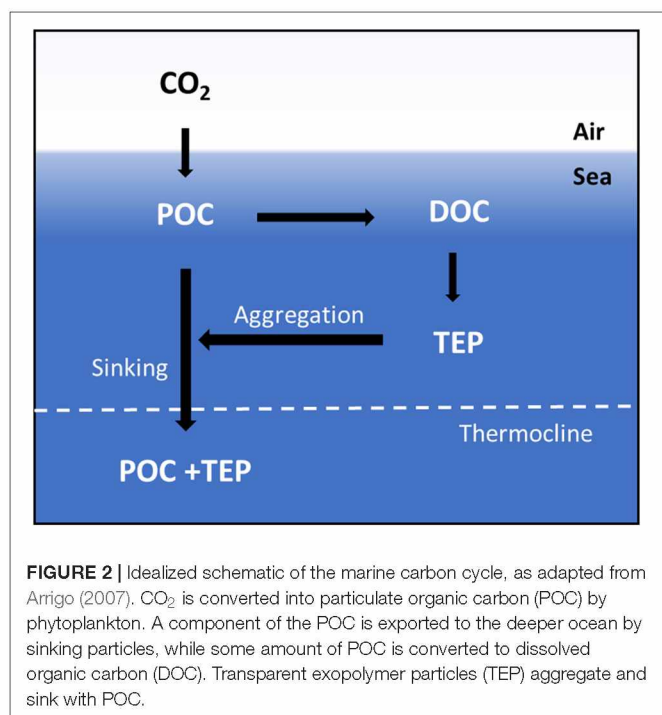 CO₂
Air
Sea
POC
DOC
Aggregation
TEP
Sinking
Thermocline
POC +TEP
FIGURE 2 | Idealized schematic of the marine carbon cycle, as adapted from
Arrigo (2007). CO₂ is converted into particulate organic carbon (POC) by
phytoplankton. A component of the POC is exported to the deeper ocean by
sinking particles, while some amount of POC is converted to dissolved
organic carbon (DOC). Transparent exopolymer particles (TEP) aggregate and
sink with POC.